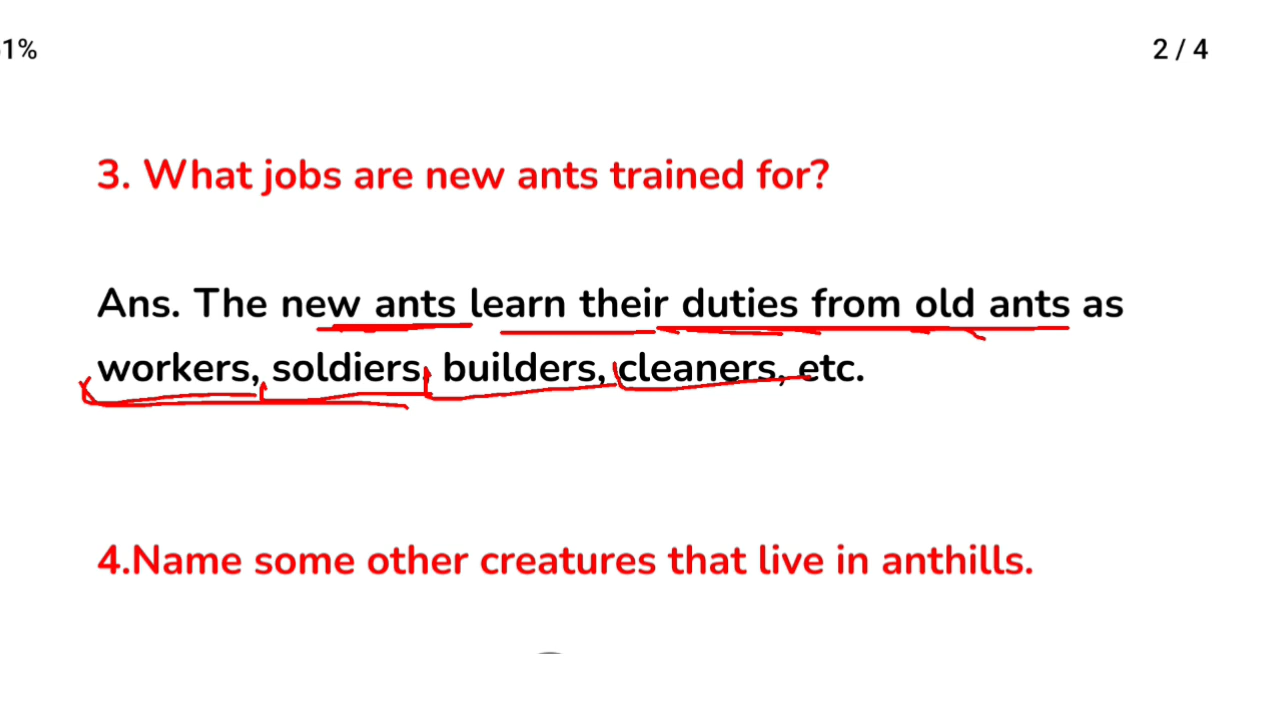 2 / 4
3. What jobs are new ants trained for?
Ans. The new ants learn their duties from old ants as
workers, soldiers, builders, cleaners, etc.
4.Name some other creatures that live in anthills.